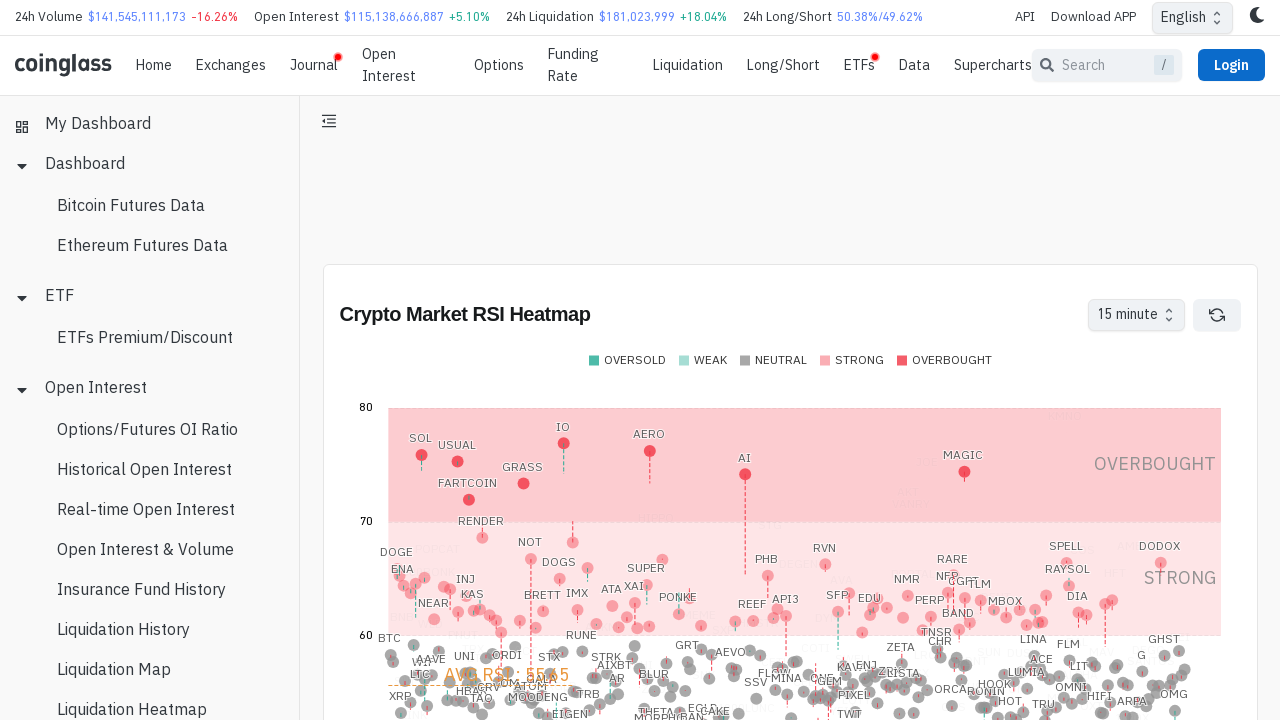 24h Volume $141,545,111,173 -16.26% Open Interest $115,138,666,887 +5.10% 24h Liquidation $181,023,999 +18.04% 24h Long/Short 50.38%/49.62% API Download APP English
coinglass Home Exchanges Journal Open Interest Options Funding Rate Liquidation Long/Short ETFs Data Supercharts Search / Login
My Dashboard
Dashboard
Bitcoin Futures Data
Ethereum Futures Data
ETF
ETFs Premium/Discount
Open Interest
Options/Futures OI Ratio
Historical Open Interest
Real-time Open Interest
Open Interest & Volume
Insurance Fund History
Liquidation History
Liquidation Map
Liquidation Heatmap
Crypto Market RSI Heatmap 15 minute
OVERSOLD WEAK NEUTRAL STRONG OVERBOUGHT
80
IO
SOL USUAL AERO
GRASS AI MAGIC OVERBOUGHT
FARTCOIN
70 RENDER
NOT RVN SPELL DODOX
DOGE DOGS PHB RARE
ENA SUPER RAYSOL STRONG
INJ ATA XAI NMR NFP
KAS BRETT IMX PONKE SFP EDU DIA
NEAR REEF API3 PERP BAND MBOX
60 RUNE TNSR
BTC GRT CHR LINA FLM GHST
AAVE UNI ORDI STX STRK AEVO ZETA ACE G
LTC AVG RSI : 55.65 AIXBT BLUR FLOW KAVA ENJ LUMIA LIT
CRV ATOM GALA AR SSV MINA GEM LISTA ORCA RONIN HOOK OMNI
XRP TAO MOODENG TRB PIXEL HOT TRU HIFI ARPA OMG
EIGEN THETA CAKE TWT